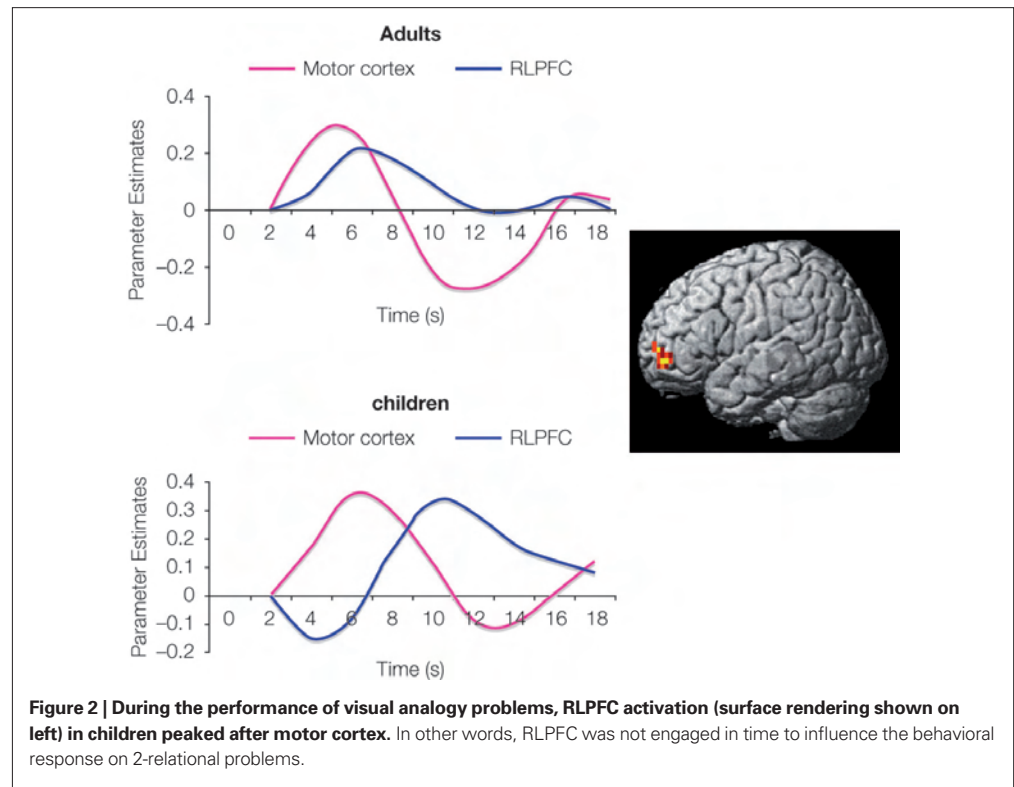 Adults
Motor cortex RLPFC
Parameter Estimates
0.4
0.2
0
−0.2
−0.4
0 2 4 6 8 10 12 14 16 18
Time (s)
children
Motor cortex RLPFC
Parameter Estimates
0.4
0.3
0.2
0.1
0
−0.1
−0.2
0 2 4 6 8 10 12 14 16 18
Time (s)
Figure 2 | During the performance of visual analogy problems, RLPFC activation (surface rendering shown on
left) in children peaked after motor cortex. In other words, RLPFC was not engaged in time to influence the behavioral
response on 2-relational problems.